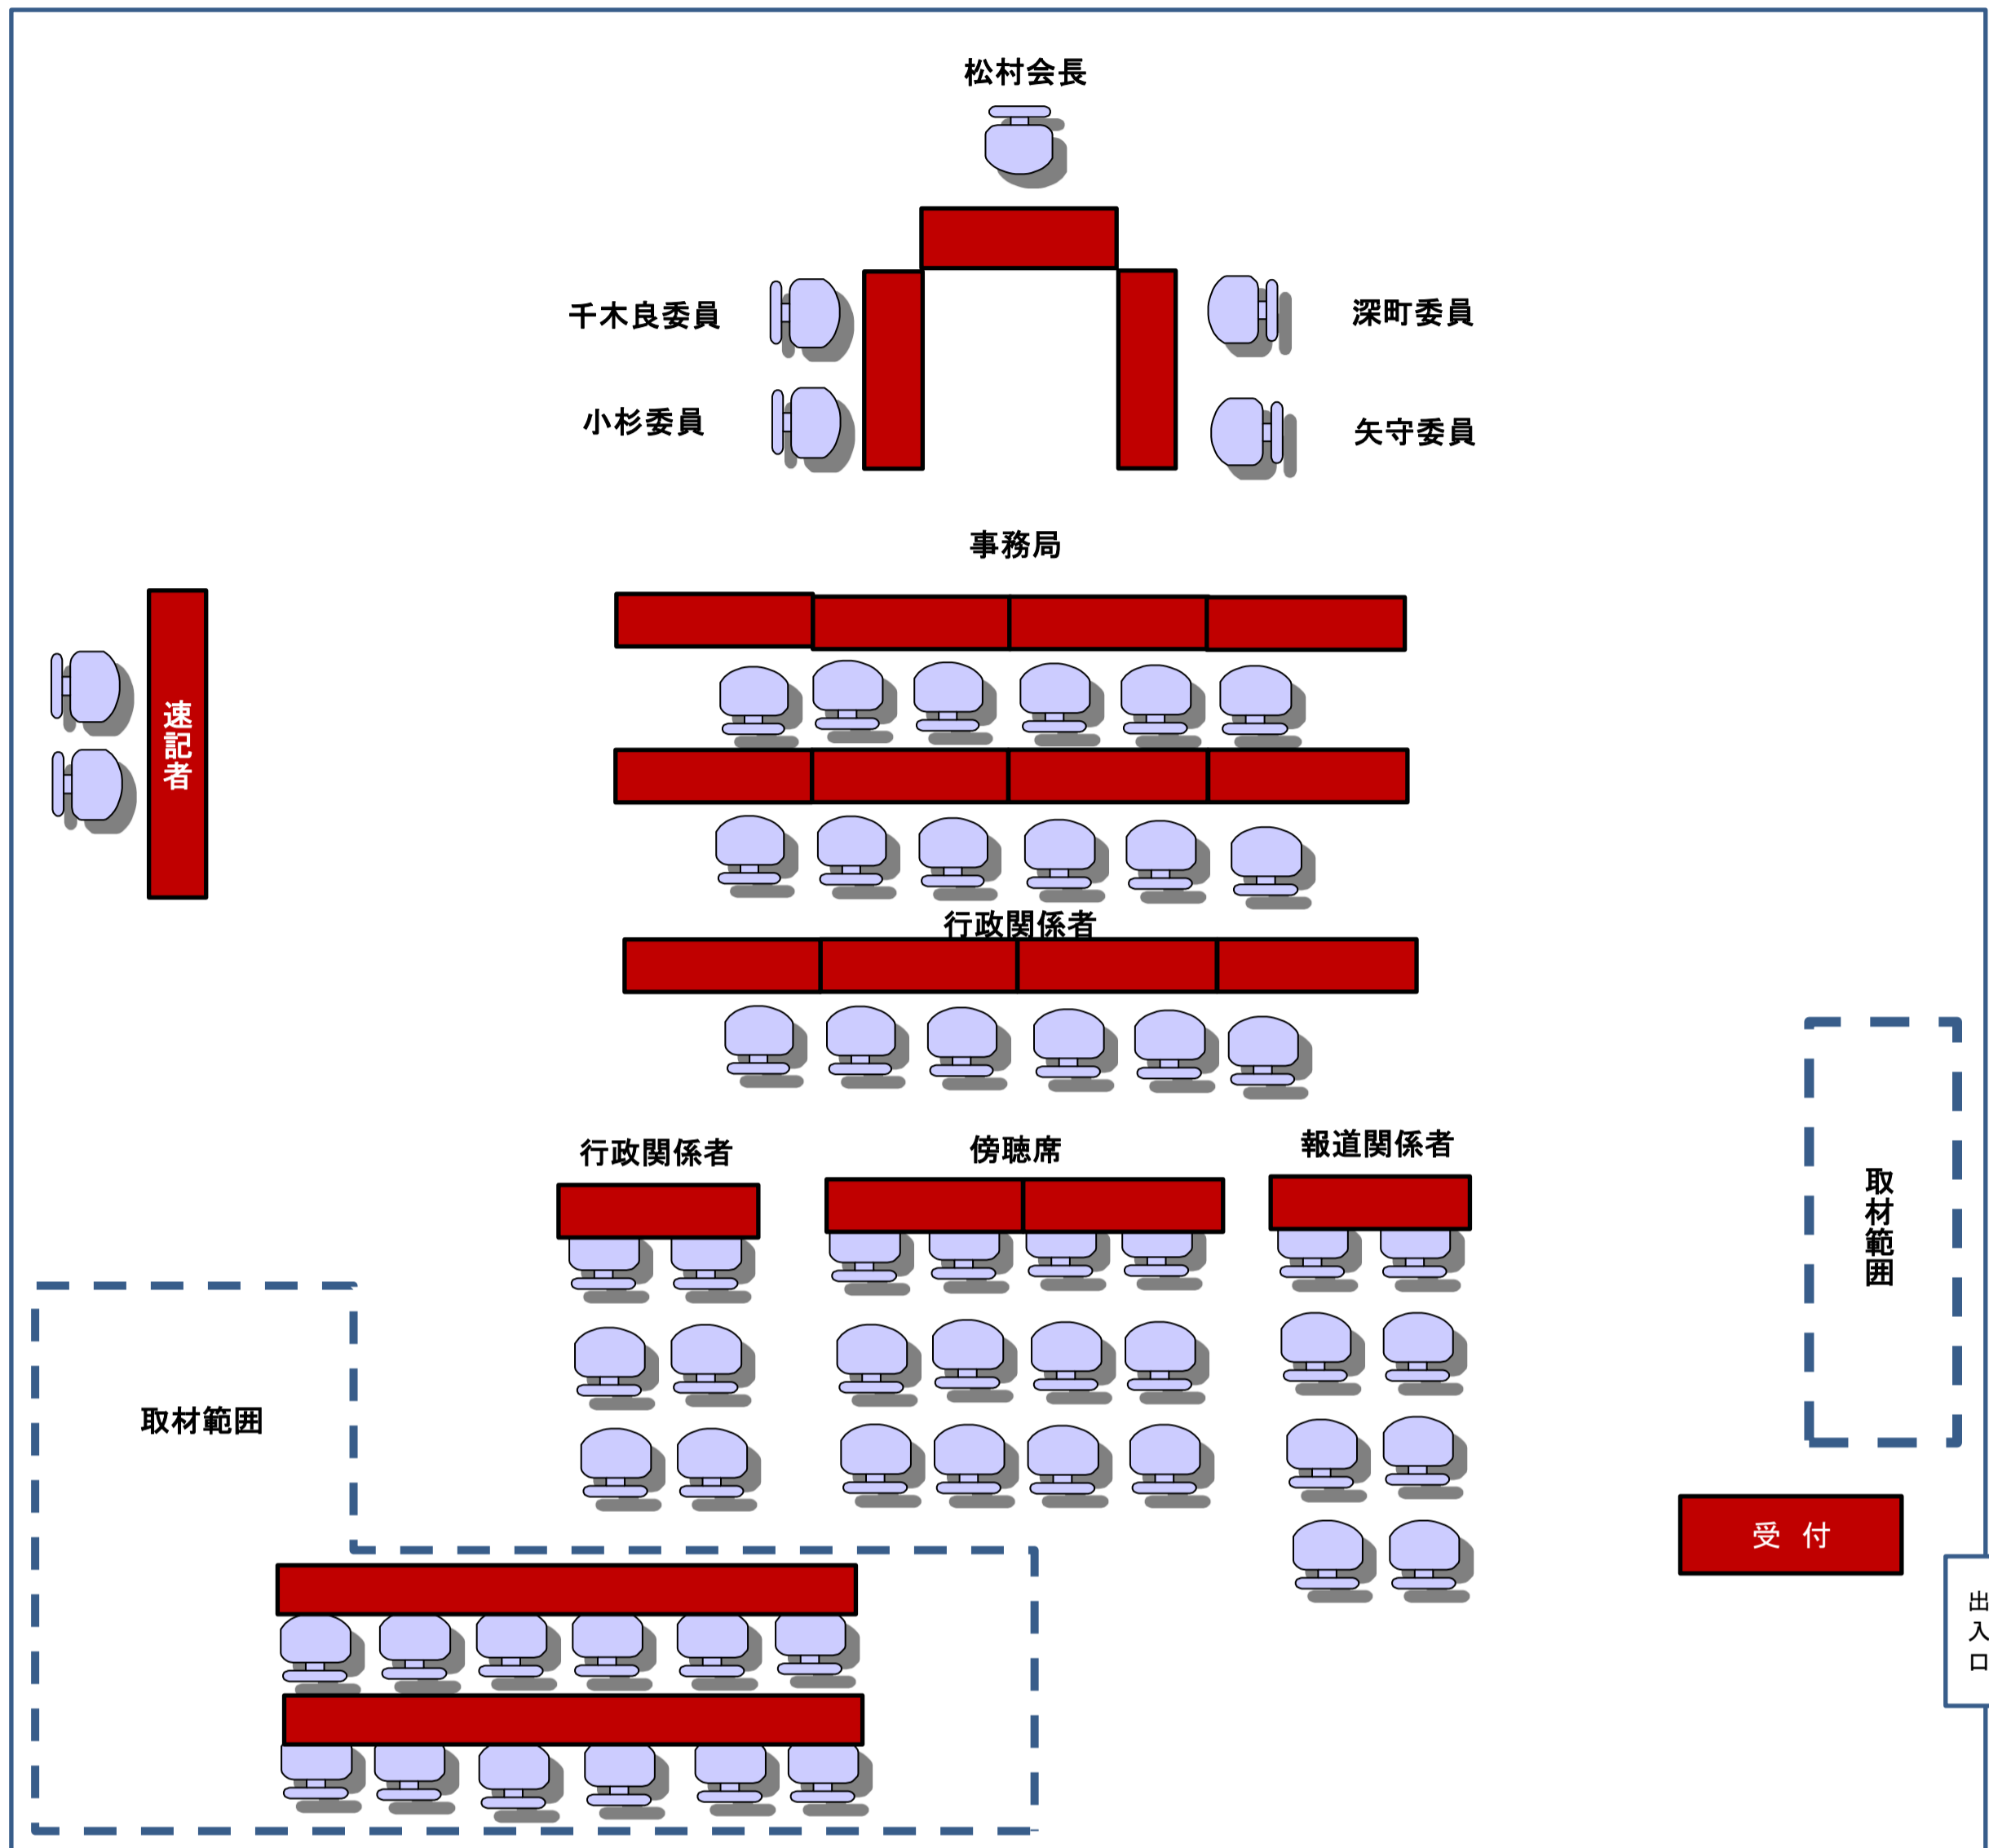 松村会長
千木良委員
深町委員
小杉委員
矢守委員
事務局
速記者
行政関係者
行政関係者
傍聴席
報道関係者
取材範囲
取材範囲
受 付
出入口